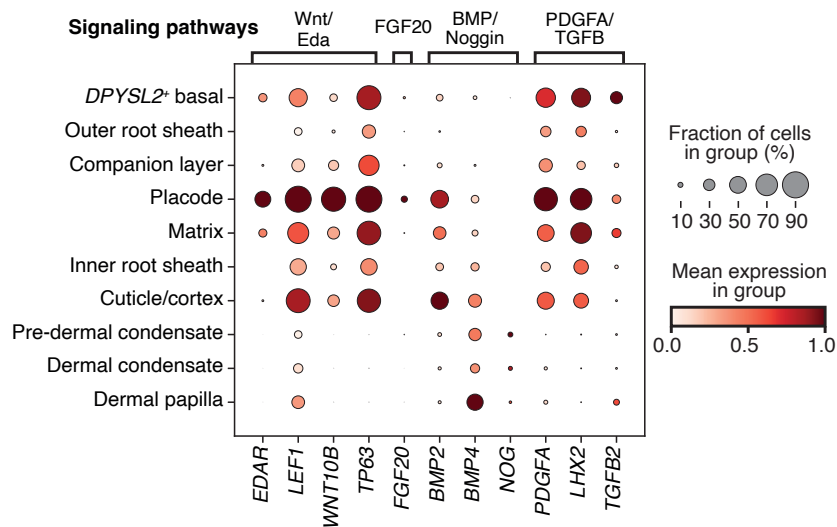 Signaling pathways
Wnt/
Eda
FGF20
BMP/
Noggin
PDGFA/
TGFB
DPYSL2⁺ basal
Outer root sheath
Companion layer
Placode
Matrix
Inner root sheath
Cuticle/cortex
Pre-dermal condensate
Dermal condensate
Dermal papilla
EDAR
LEF1
WNT10B
TP63
FGF20
BMP2
BMP4
NOG
PDGFA
LHX2
TGFB2
Fraction of cells
in group (%)
10 30 50 70 90
Mean expression
in group
0.0 0.5 1.0